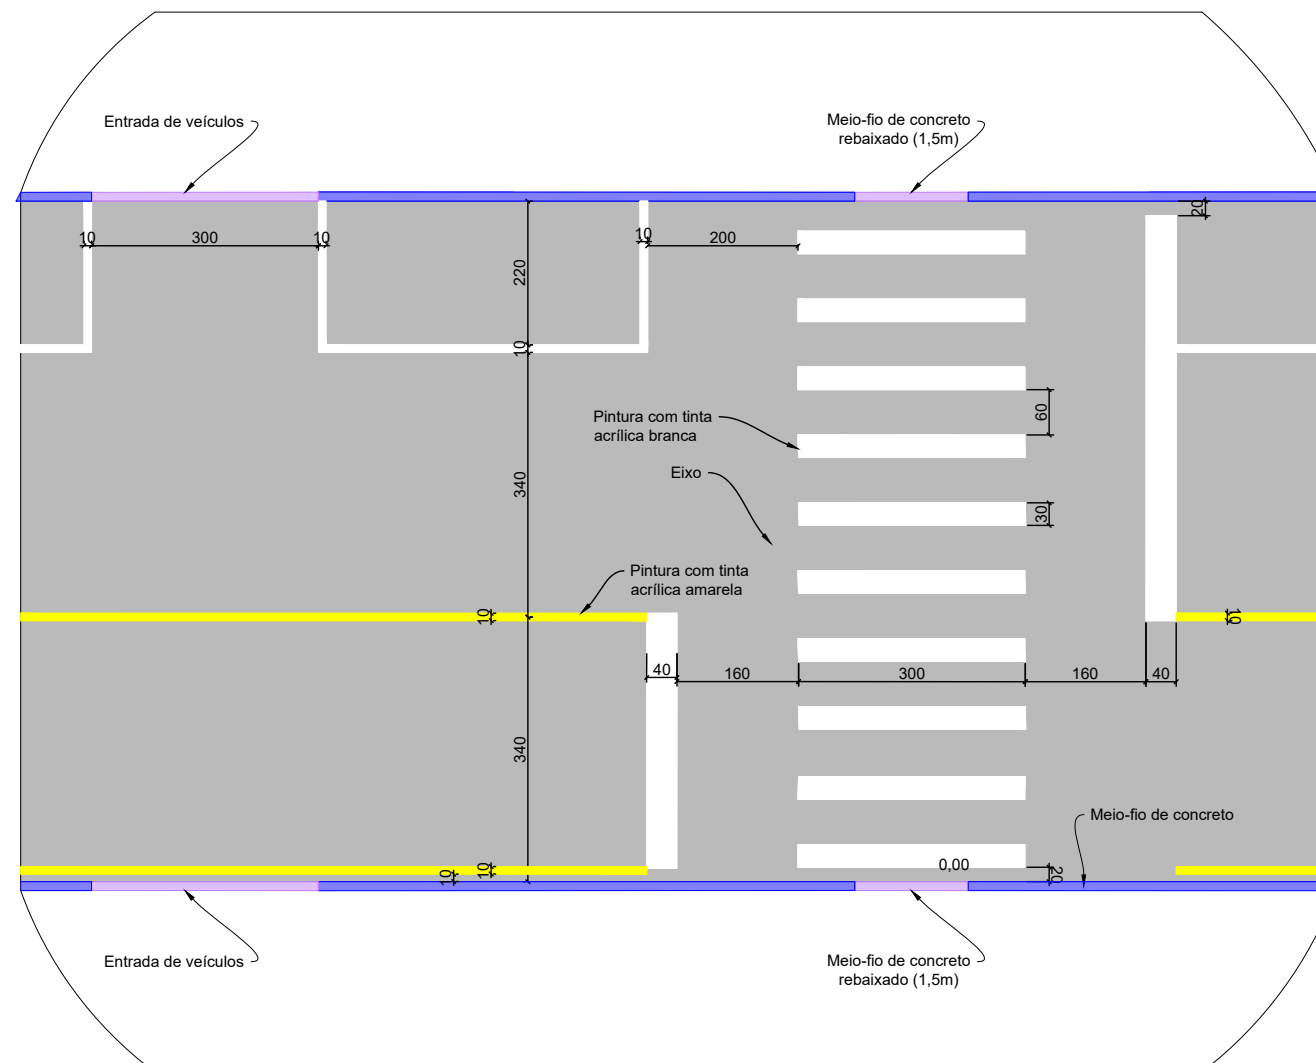 Entrada de veículos
Meio-fio de concreto
rebaixado (1,5m)
20
10
300
10
10
200
220
10
60
Pintura com tinta
acrílica branca
Eixo
340
30
Pintura com tinta
acrílica amarela
10
10
40
160
300
160
40
340
Meio-fio de concreto
0,00
10
10
20
Entrada de veículos
Meio-fio de concreto
rebaixado (1,5m)